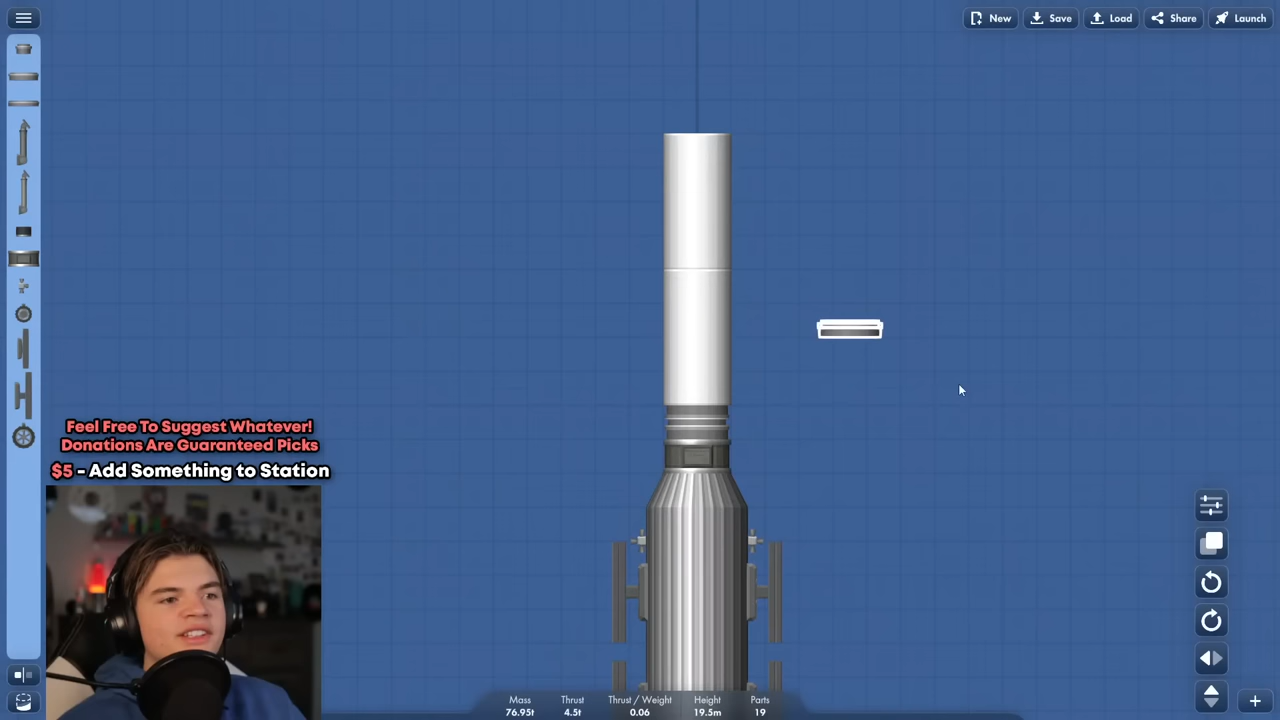 New
Save
Load
Share
Launch
Feel Free To Suggest Whatever!
Donations Are Guaranteed Picks
$5 - Add Something to Station
Mass
Thrust
Thrust / Weight
Height
Parts
76.95t
4.5t
0.06
19.5m
19